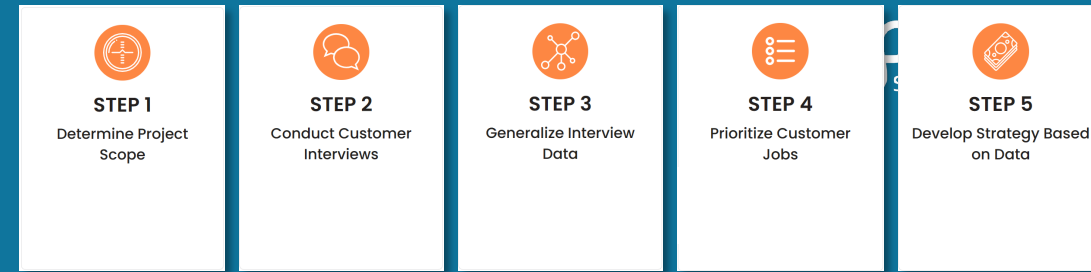 STEP 1
Determine Project
Scope
STEP 2
Conduct Customer
Interviews
STEP 3
Generalize Interview
Data
STEP 4
Prioritize Customer
Jobs
STEP 5
Develop Strategy Based
on Data